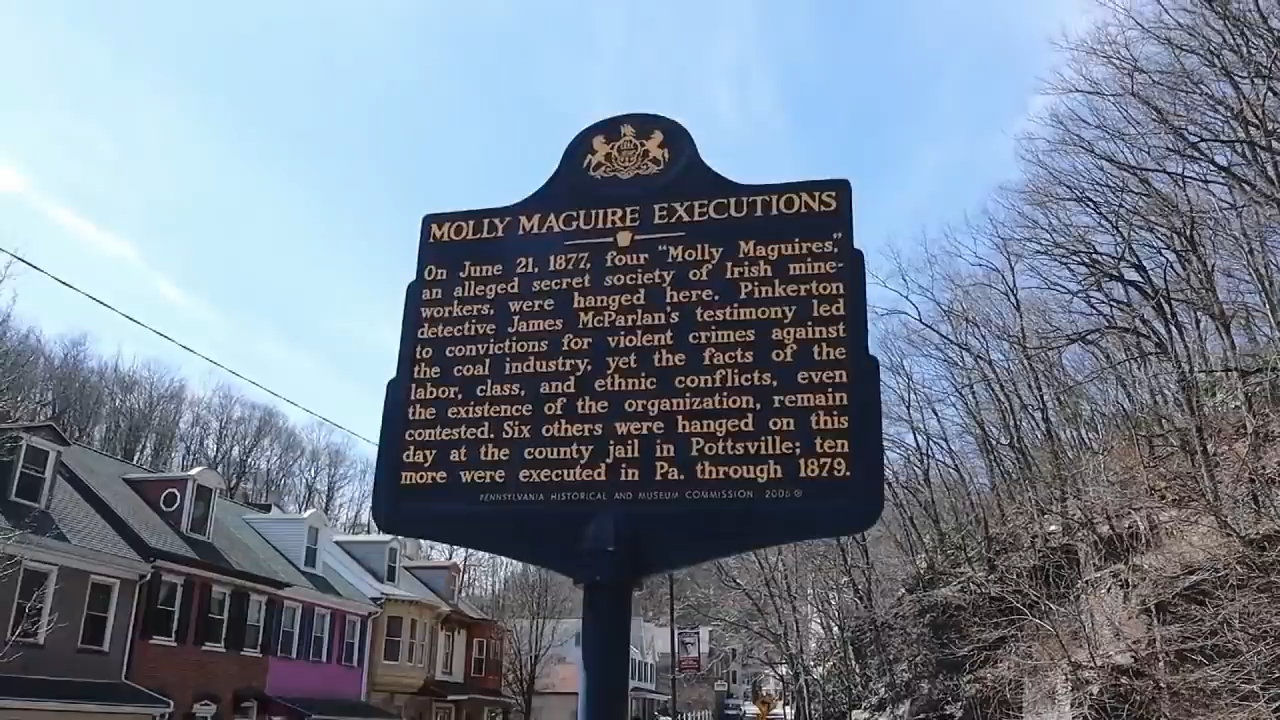 MOLLY MAGUIRE EXECUTIONS
On June 21, 1877, four "Molly Maguires,"
an alleged secret society of Irish mine-
workers, were hanged here. Pinkerton
detective James McParlan's testimony led
to convictions for violent crimes against
the coal industry, yet the facts of the
labor, class, and ethnic conflicts, even
the existence of the organization, remain
contested. Six others were hanged on this
day at the county jail in Pottsville; ten
more were executed in Pa. through 1879.
PENNSYLVANIA HISTORICAL AND MUSEUM COMMISSION 2006 ®